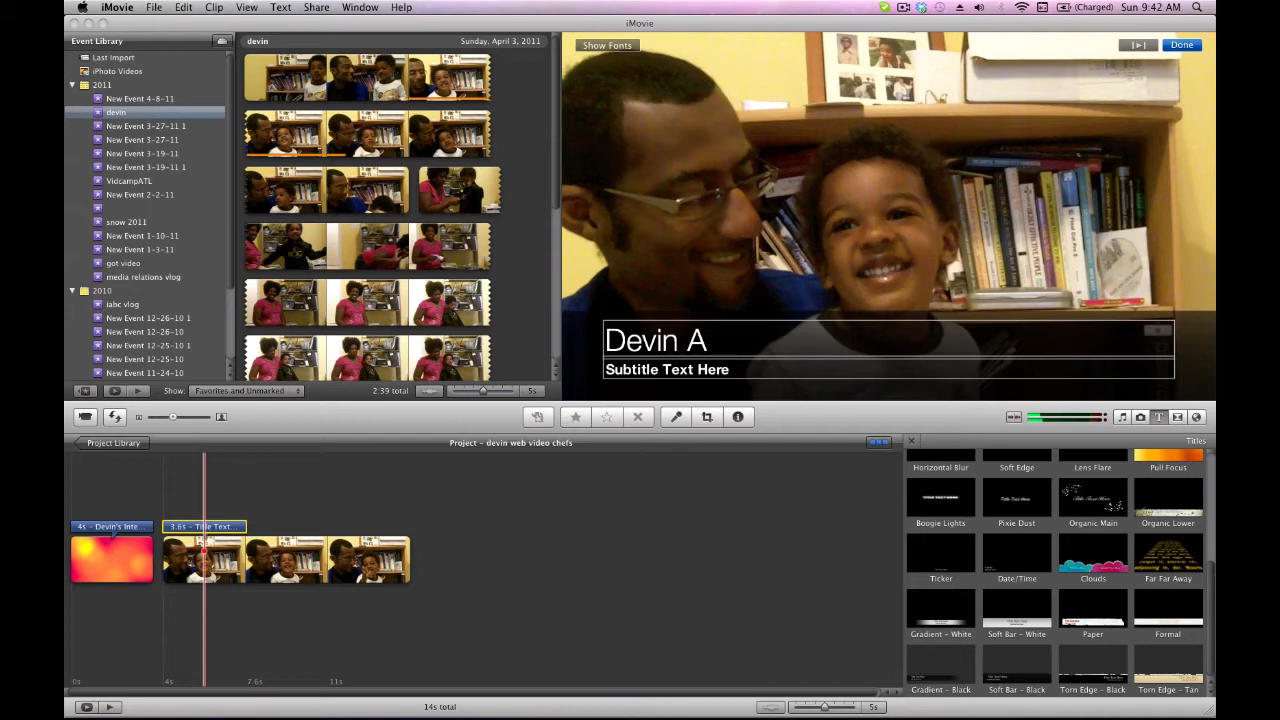 iMovie File Edit Clip View Text Share Window Help (Charged) Sun 9:42 AM
iMovie
Event Library
devin Sunday, April 3, 2011
Show Fonts
Done
Last Import
iPhoto Videos
2011
New Event 4-8-11
devin
New Event 3-27-11 1
New Event 3-27-11
New Event 3-19-11
New Event 3-19-11 1
VidcampATL
New Event 2-2-11
snow 2011
New Event 1-10-11
New Event 1-3-11
got video
media relations vlog
2010
iabc vlog
New Event 12-26-10 1
New Event 12-26-10
New Event 12-25-10 1
New Event 12-25-10
New Event 11-24-10
Devin A
Subtitle Text Here
Show: Favorites and Unmarked 2:39 total 5s
Project Library
Project - devin web video chefs
Titles
Horizontal Blur Soft Edge Lens Flare Pull Focus
Boogie Lights Pixie Dust Organic Main Organic Lower
Ticker Date/Time Clouds Far Far Away
Gradient - White Soft Bar - White Paper Formal
Gradient - Black Soft Bar - Black Torn Edge - Black Torn Edge - Tan
4s - Devin's Inte...
3.6s - Title Text...
0s 4s 7.6s 11s
14s total
5s